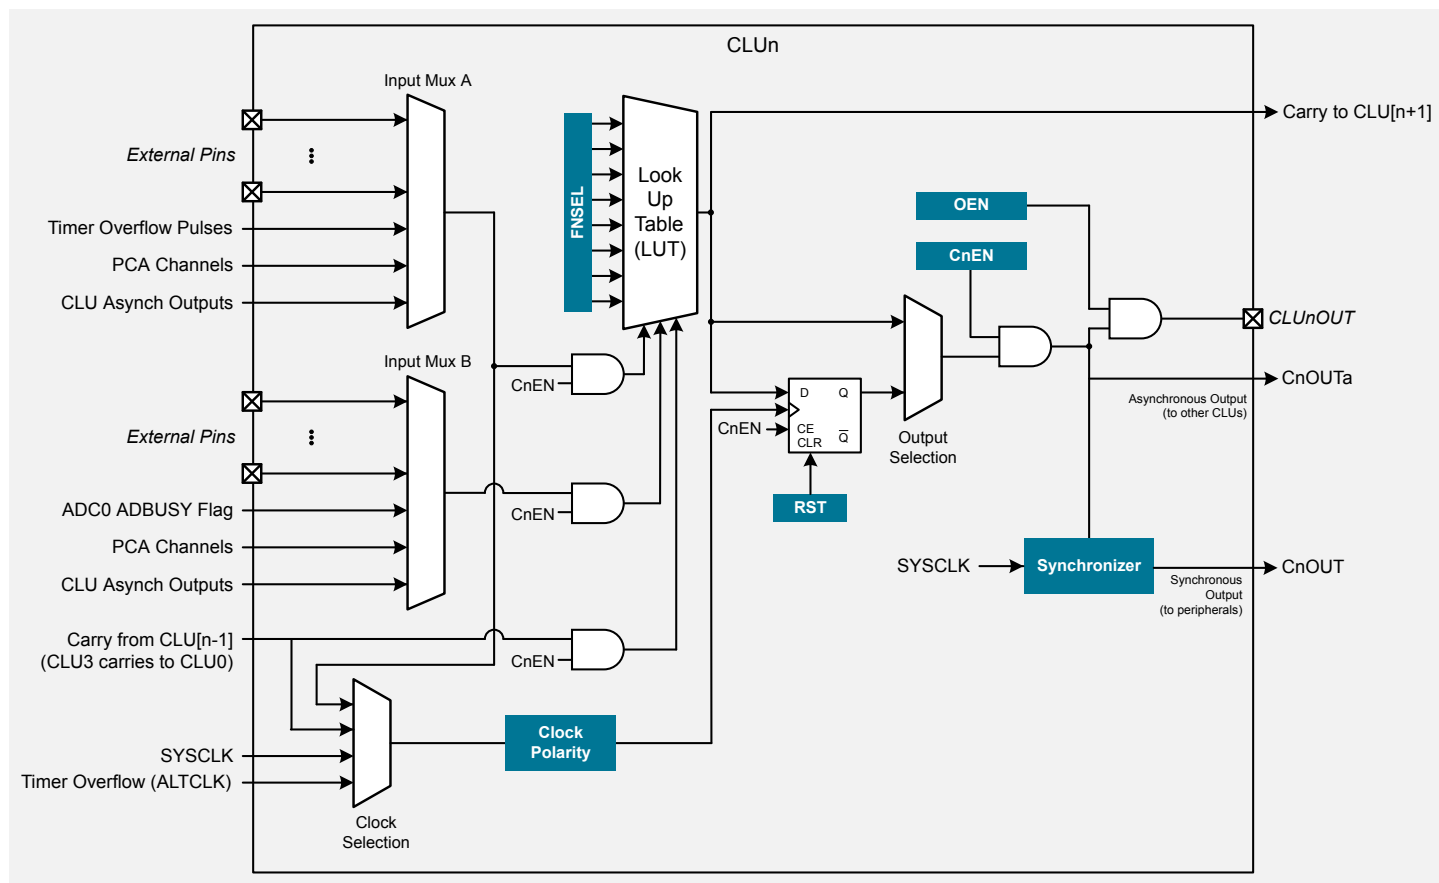 CLUn
Input Mux A
External Pins
Timer Overflow Pulses
PCA Channels
CLU Asynch Outputs
Input Mux B
External Pins
ADC0 ADBUSY Flag
PCA Channels
CLU Asynch Outputs
Carry from CLU[n-1]
(CLU3 carries to CLU0)
SYSCLK
Timer Overflow (ALTCLK)
Clock
Selection
Clock
Polarity
CnEN
CnEN
CnEN
FNSEL
Look
Up
Table
(LUT)
CnEN
D
Q
CE
CLR
Q
RST
Output
Selection
OEN
CnEN
SYSCLK
Synchronizer
Carry to CLU[n+1]
CLUnOUT
CnOUTa
Asynchronous Output
(to other CLUs)
CnOUT
Synchronous
Output
(to peripherals)